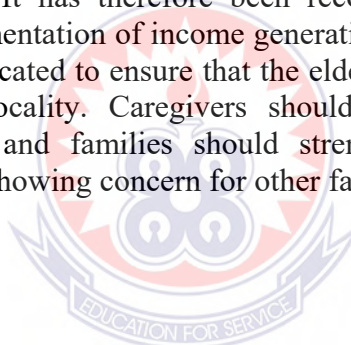 It has therefore been rec
mentation of income generati
cated to ensure that the elde
ocality. Caregivers should
and families should stren
howing concern for other fa
EDUCATION FOR SERVICE